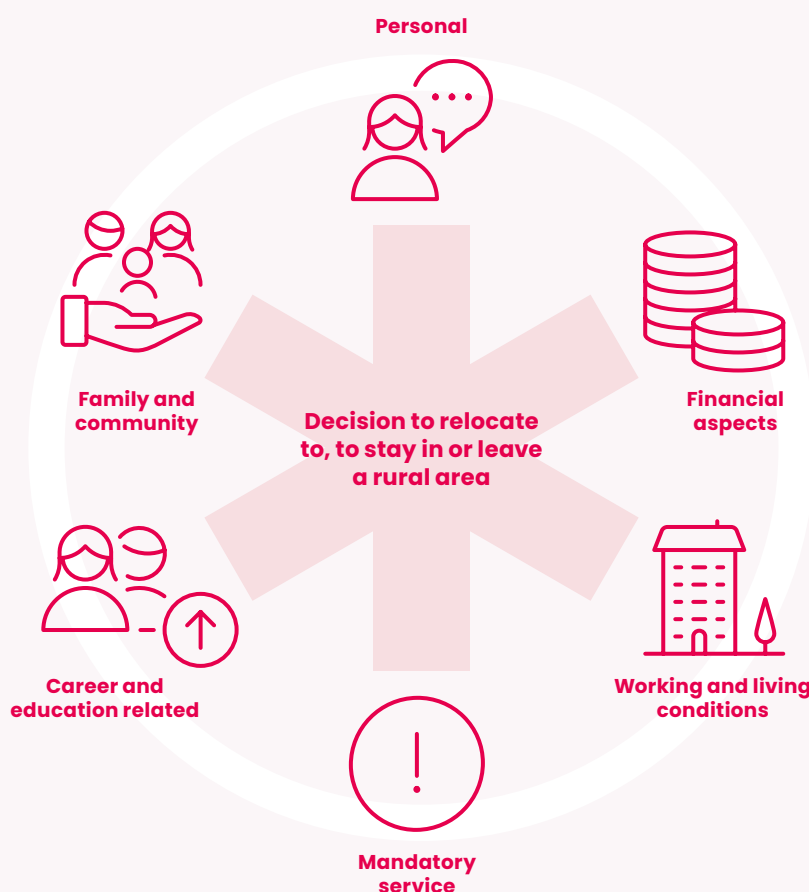 Personal
Family and
community
Financial
aspects
Decision to relocate
to, to stay in or leave
a rural area
Career and
education related
Working and living
conditions
Mandatory
service